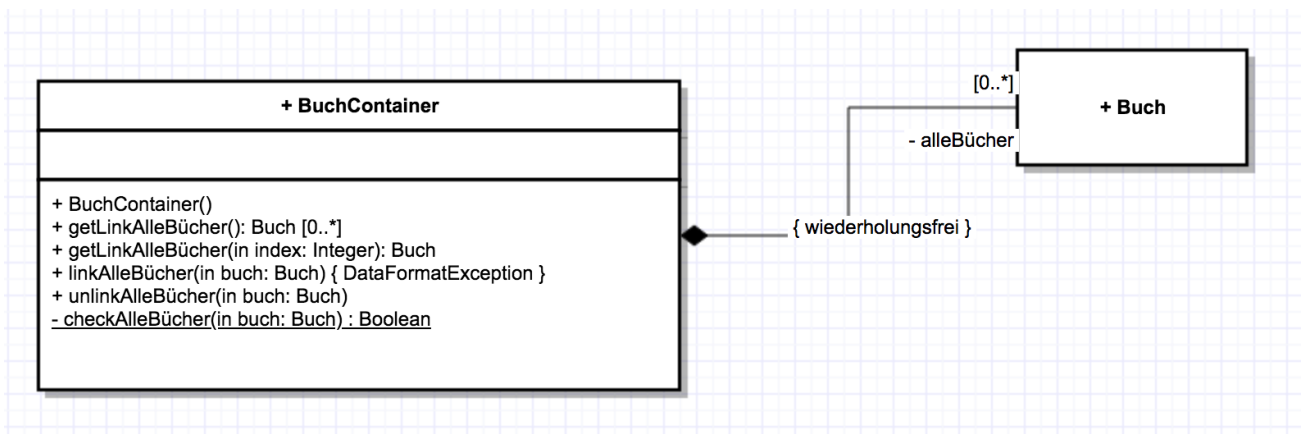 + BuchContainer
+ BuchContainer()
+ getLinkAlleBücher(): Buch [0..*]
+ getLinkAlleBücher(in index: Integer): Buch
+ linkAlleBücher(in buch: Buch) { DataFormatException }
+ unlinkAlleBücher(in buch: Buch)
- checkAlleBücher(in buch: Buch) : Boolean
{ wiederholungsfrei }
[0..*]
- alleBücher
+ Buch